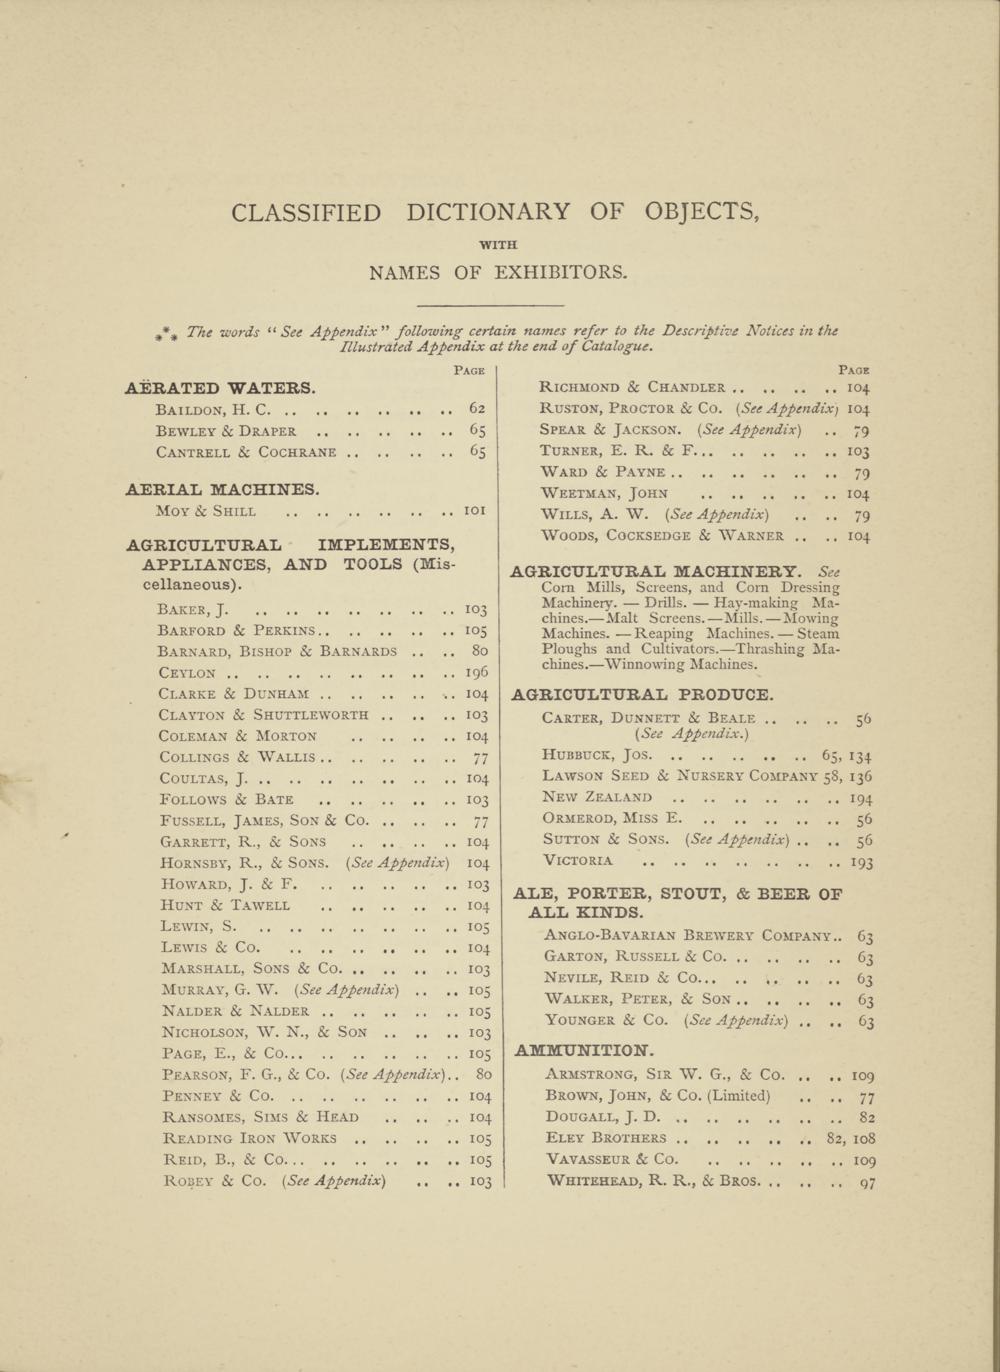 CLASSIFIED DICTIONARY OF OBJECTS,
WITH
NAMES OF EXHIBITORS.
*** The words "See Appendix" following certain names refer to the Descriptive Notices in the
Illustrated Appendix at the end of Catalogue.
PAGE
AËRATED WATERS.
BAILDON, H. C. .. .. .. .. .. .. .. 62
BEWLEY & DRAPER .. .. .. .. .. 65
CANTRELL & COCHRANE .. .. .. .. 65
AERIAL MACHINES.
MOY & SHILL .. .. .. .. .. .. 101
AGRICULTURAL IMPLEMENTS,
APPLIANCES, AND TOOLS (Mis-
cellaneous).
BAKER, J. .. .. .. .. .. .. .. 103
BARFORD & PERKINS.. .. .. .. .. 105
BARNARD, BISHOP & BARNARDS .. .. 80
CEYLON .. .. .. .. .. .. .. .. 196
CLARKE & DUNHAM .. .. .. .. .. 104
CLAYTON & SHUTTLEWORTH .. .. .. 103
COLEMAN & MORTON .. .. .. .. 104
COLLINGS & WALLIS .. .. .. .. .. 77
COULTAS, J. .. .. .. .. .. .. .. 104
FOLLOWS & BATE .. .. .. .. .. 103
FUSSELL, JAMES, SON & CO. .. .. .. 77
GARRETT, R., & SONS .. .. .. .. 104
HORNSBY, R., & SONS. (See Appendix) 104
HOWARD, J. & F. .. .. .. .. .. 103
HUNT & TAWELL .. .. .. .. .. 104
LEWIN, S. .. .. .. .. .. .. .. 105
LEWIS & CO. .. .. .. .. .. .. 104
MARSHALL, SONS & CO. .. .. .. .. 103
MURRAY, G. W. (See Appendix) .. .. 105
NALDER & NALDER .. .. .. .. .. 105
NICHOLSON, W. N., & SON .. .. .. 103
PAGE, E., & CO... .. .. .. .. .. 105
PEARSON, F. G., & CO. (See Appendix).. 80
PENNEY & CO. .. .. .. .. .. .. 104
RANSOMES, SIMS & HEAD .. .. .. 104
READING IRON WORKS .. .. .. .. 105
REID, B., & CO... .. .. .. .. .. 105
ROBEY & CO. (See Appendix) .. .. 103
PAGE
RICHMOND & CHANDLER .. .. .. .. 104
RUSTON, PROCTOR & CO. (See Appendix) 104
SPEAR & JACKSON. (See Appendix) .. 79
TURNER, E. R. & F... .. .. .. .. 103
WARD & PAYNE .. .. .. .. .. .. 79
WEETMAN, JOHN .. .. .. .. .. 104
WILLS, A. W. (See Appendix) .. .. 79
WOODS, COCKSEDGE & WARNER .. .. 104
AGRICULTURAL MACHINERY. See
Corn Mills, Screens, and Corn Dressing
Machinery. — Drills. — Hay-making Ma-
chines.—Malt Screens.—Mills.—Mowing
Machines. — Reaping Machines. — Steam
Ploughs and Cultivators.—Thrashing Ma-
chines.—Winnowing Machines.
AGRICULTURAL PRODUCE.
CARTER, DUNNETT & BEALE .. .. .. 56
(See Appendix.)
HUBBUCK, JOS. .. .. .. .. .. 65, 134
LAWSON SEED & NURSERY COMPANY 58, 136
NEW ZEALAND .. .. .. .. .. .. 194
ORMEROD, MISS E. .. .. .. .. .. 56
SUTTON & SONS. (See Appendix) .. .. 56
VICTORIA .. .. .. .. .. .. .. 193
ALE, PORTER, STOUT, & BEER OF
ALL KINDS.
ANGLO-BAVARIAN BREWERY COMPANY.. 63
GARTON, RUSSELL & CO. .. .. .. .. 63
NEVILE, REID & CO... .. .. .. .. 63
WALKER, PETER, & SON .. .. .. .. 63
YOUNGER & CO. (See Appendix) .. .. 63
AMMUNITION.
ARMSTRONG, SIR W. G., & CO. .. .. 109
BROWN, JOHN, & CO. (Limited) .. .. 77
DOUGALL, J. D. .. .. .. .. .. .. 82
ELEY BROTHERS .. .. .. .. .. 82, 108
VAVASSEUR & CO. .. .. .. .. .. 109
WHITEHEAD, R. R., & BROS. .. .. .. 97